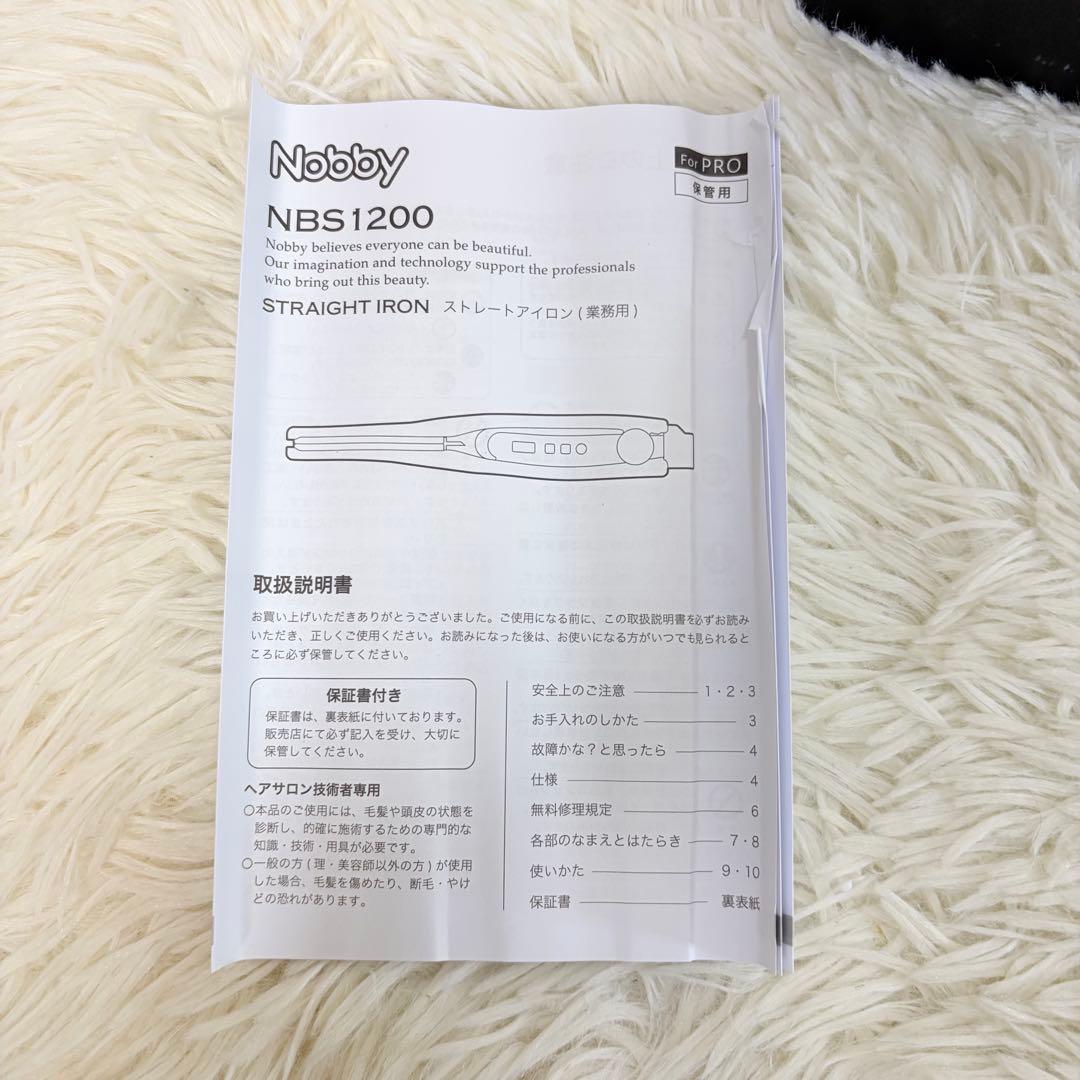 Nobby
For PRO
保管用
NBS1200
Nobby believes everyone can be beautiful.
Our imagination and technology support the professionals
who bring out this beauty.
STRAIGHT IRON ストレートアイロン(業務用)
取扱説明書
お買い上げいただきありがとうございました。ご使用になる前に、この取扱説明書を必ずお読み
いただき、正しくご使用ください。お読みになった後は、お使いになる方がいつでも見られると
ころに必ず保管してください。
保証書付き
保証書は、裏表紙に付いております。
販売店にて必ず記入を受け、大切に
保管してください。
ヘアサロン技術者専用
〇本品のご使用には、毛髪や頭皮の状態を
診断し、的確に施術するための専門的な
知識・技術・用具が必要です。
〇一般の方(理・美容師以外の方)が使用
した場合、毛髪を傷めたり、断毛・やけ
どの恐れがあります。
安全上のご注意 1・2・3
お手入れのしかた 3
故障かな?と思ったら 4
仕様 4
無料修理規定 6
各部のなまえとはたらき 7・8
使いかた 9・10
保証書 裏表紙